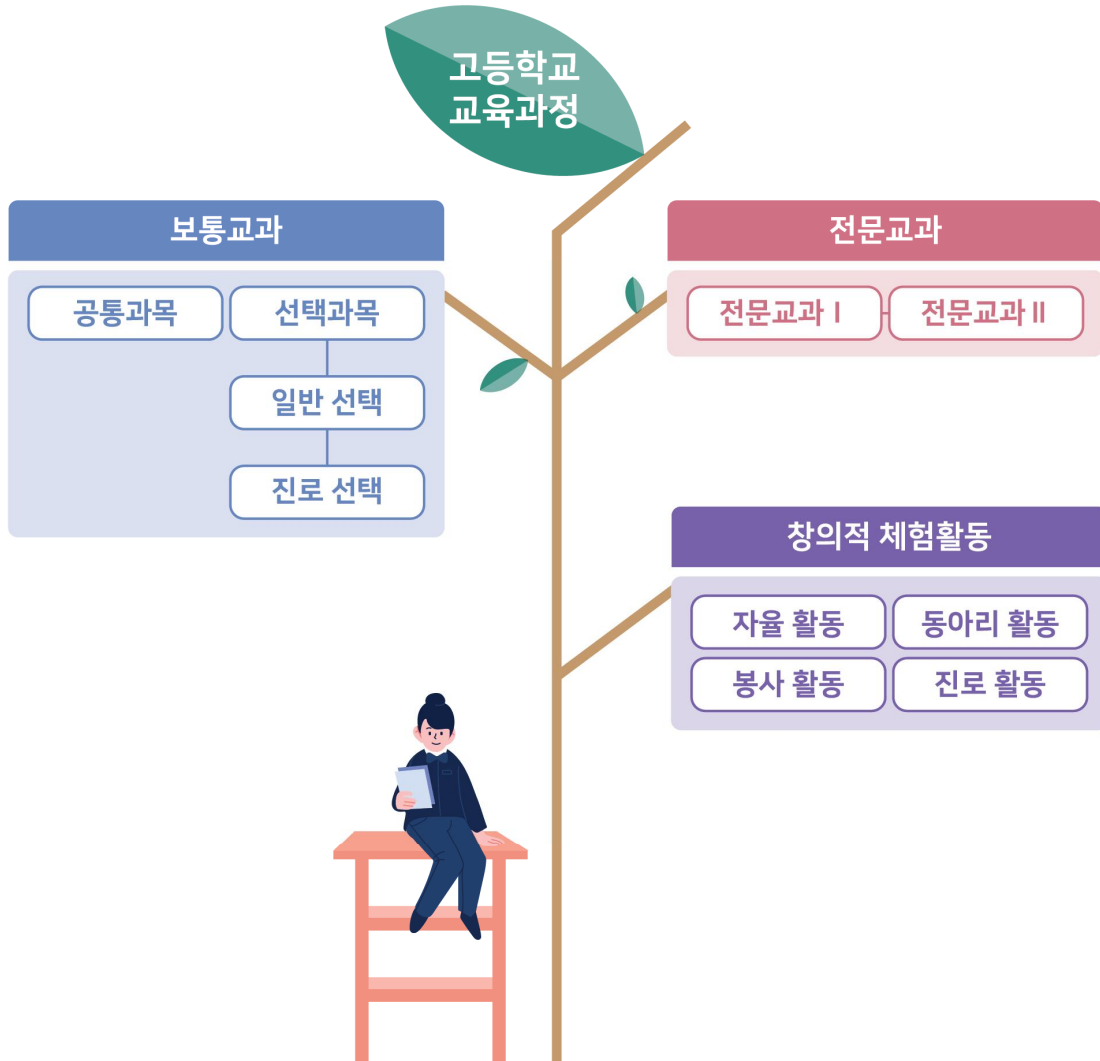 고등학교
교육과정
보통교과
공통과목
선택과목
일반 선택
진로 선택
전문교과
전문교과 I
전문교과 II
창의적 체험활동
자율 활동
동아리 활동
봉사 활동
진로 활동